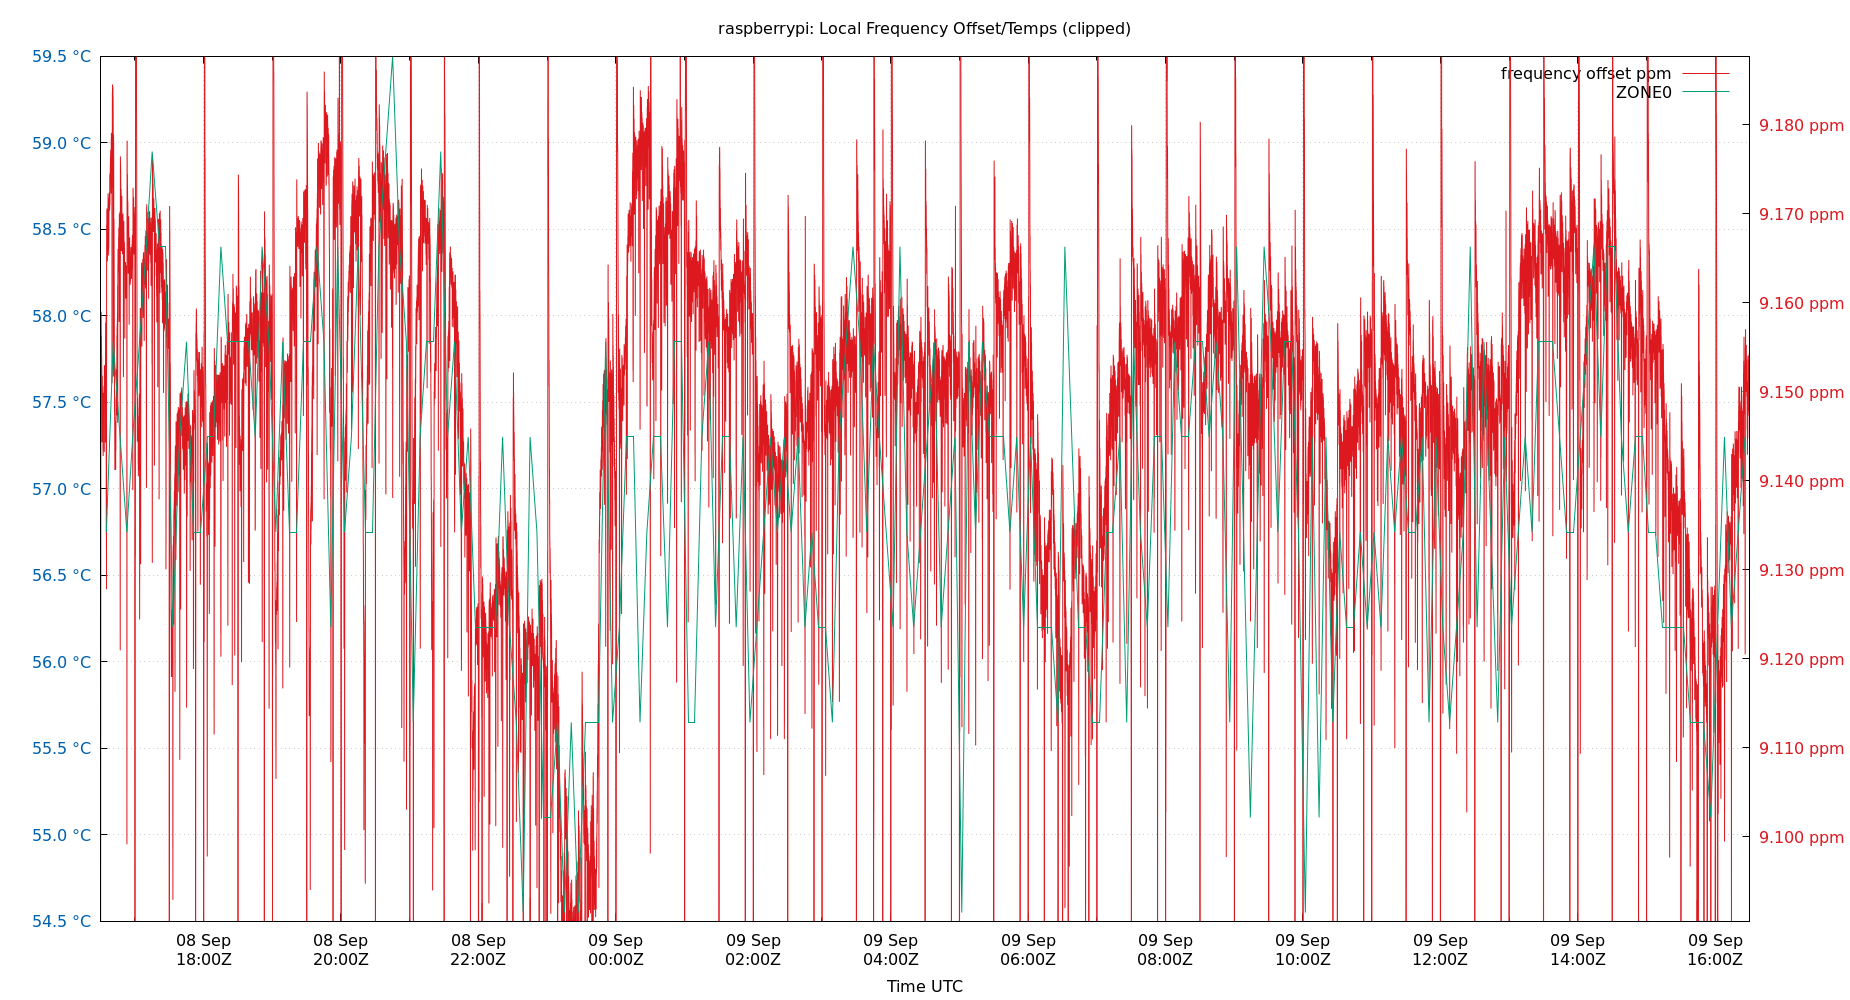 raspberrypi: Local Frequency Offset/Temps (clipped)
frequency offset ppm
ZONE0
59.5 °C
59.0 °C
58.5 °C
58.0 °C
57.5 °C
57.0 °C
56.5 °C
56.0 °C
55.5 °C
55.0 °C
54.5 °C
9.180 ppm
9.170 ppm
9.160 ppm
9.150 ppm
9.140 ppm
9.130 ppm
9.120 ppm
9.110 ppm
9.100 ppm
08 Sep 08 Sep 08 Sep 09 Sep 09 Sep 09 Sep 09 Sep 09 Sep 09 Sep 09 Sep 09 Sep 09 Sep
18:00Z 20:00Z 22:00Z 00:00Z 02:00Z 04:00Z 06:00Z 08:00Z 10:00Z 12:00Z 14:00Z 16:00Z
Time UTC